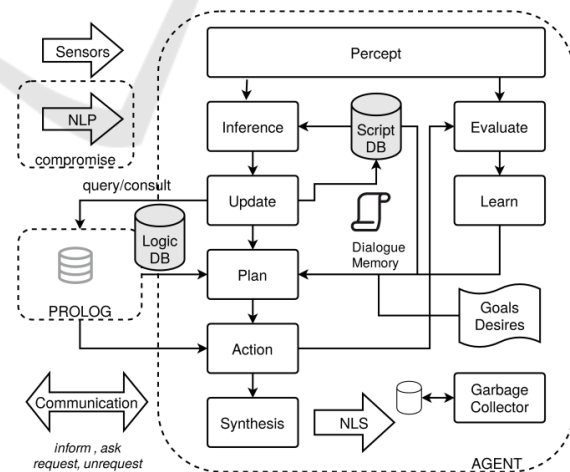 Sensors
Percept
NLP
compromise
Inference
Script
DB
Evaluate
query/consult
Update
Learn
Logic
DB
Dialogue
Memory
PROLOG
Plan
Goals
Desires
Action
Communication
inform , ask
request, unrequest
Synthesis
NLS
Garbage
Collector
AGENT